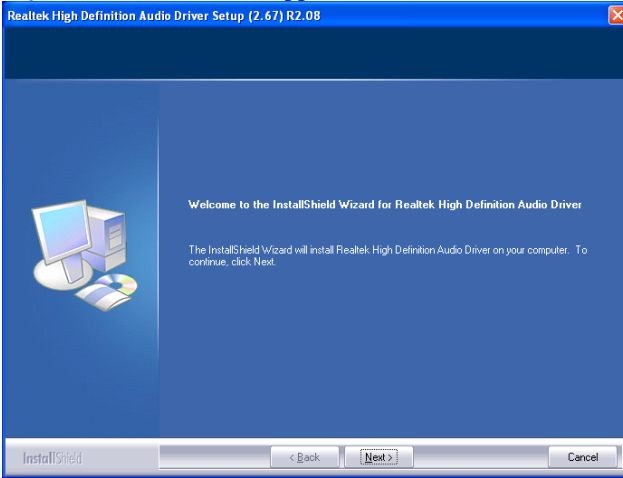 Realtek High Definition Audio Driver Setup (2.67) R2.08
Welcome to the InstallShield Wizard for Realtek High Definition Audio Driver
The InstallShield Wizard will install Realtek High Definition Audio Driver on your computer. To
continue, click Next.
InstallShield
< Back
Next >
Cancel